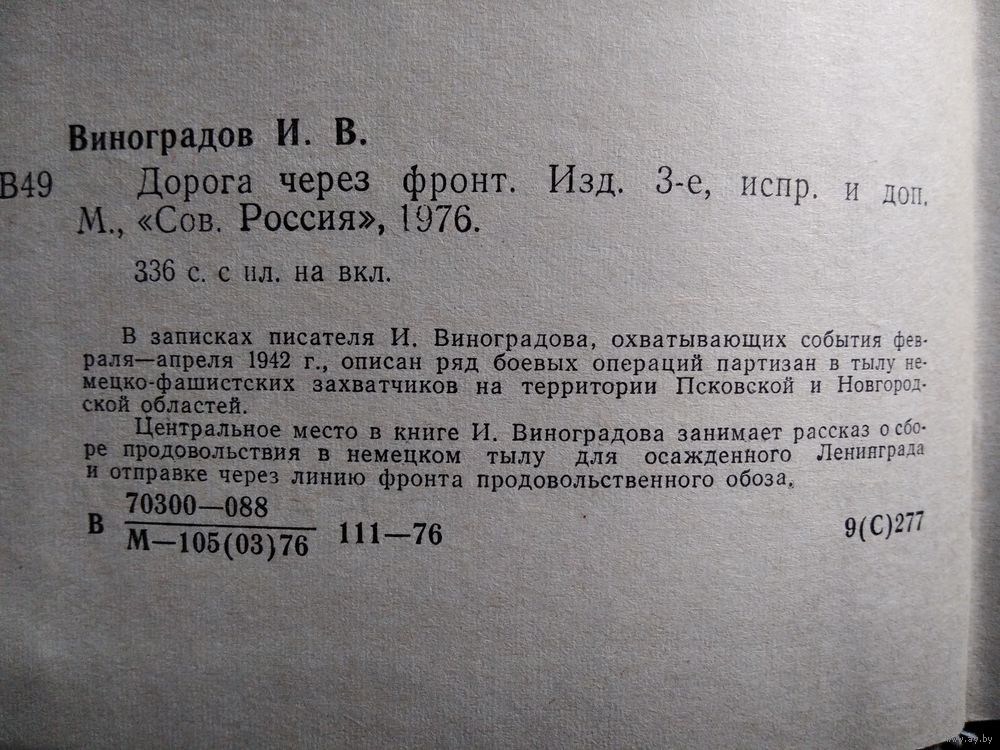 Виноградов И. В.
В49 Дорога через фронт. Изд. 3-е, испр. и доп.
М., «Сов. Россия», 1976.
336 с. с ил. на вкл.
В записках писателя И. Виноградова, охватывающих события фев-
раля—апреля 1942 г., описан ряд боевых операций партизан в тылу не-
мецко-фашистских захватчиков на территории Псковской и Новгород-
ской областей.
Центральное место в книге И. Виноградова занимает рассказ о сбо-
ре продовольствия в немецком тылу для осажденного Ленинграда
и отправке через линию фронта продовольственного обоза.
70300—088
В М—105(03)76 111—76 9(С)277
www.ay.by